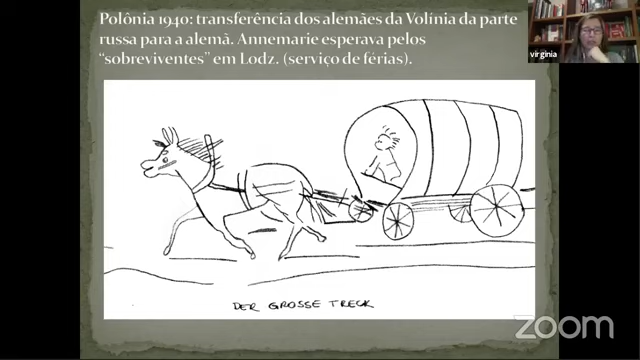 Polônia 1940: transferência dos alemães da Volínia da parte
russa para a alemã. Annemarie esperava pelos
“sobreviventes” em Lodz. (serviço de férias).
virginia
DER GROSSE TRECK
zoom